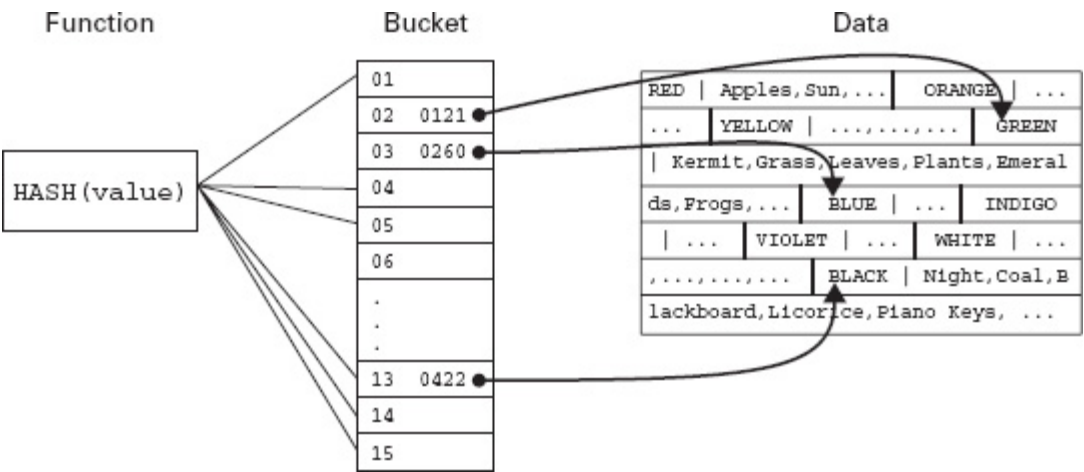 Function
Bucket
Data
HASH(value)
01
02 0121
03 0260
04
05
06
.
.
.
13 0422
14
15
RED | Apples,Sun,... ORANGE | ...
... YELLOW | ...,...,... GREEN
| Kermit,Grass,Leaves,Plants,Emeral
ds,Frogs,... BLUE | ... INDIGO
| ... VIOLET | ... WHITE | ...
,...,...,... BLACK | Night,Coal,B
lackboard,Licorice,Piano Keys, ...